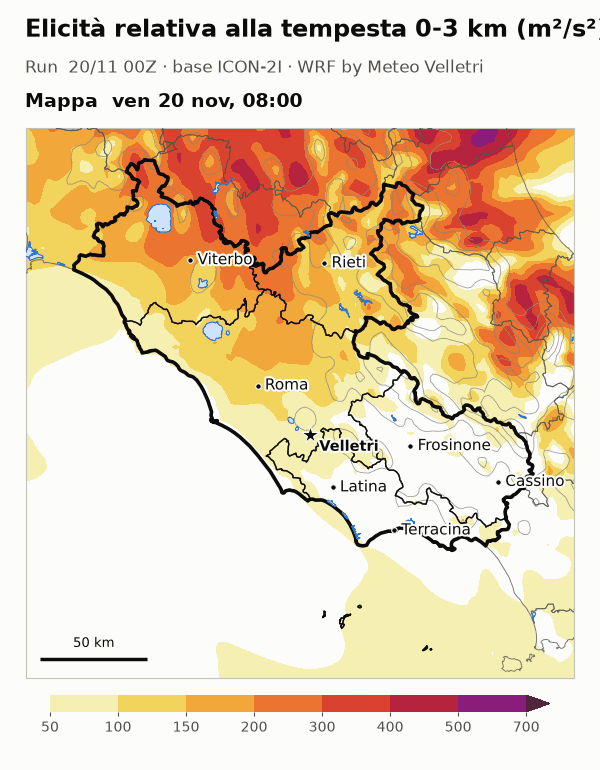 Elicità relativa alla tempesta 0-3 km (m²/s²)
Run 20/11 00Z · base ICON-2I · WRF by Meteo Velletri
Mappa ven 20 nov, 08:00
Viterbo
Rieti
Roma
Velletri
Frosinone
Latina
Cassino
Terracina
50 km
50 100 150 200 300 400 500 700